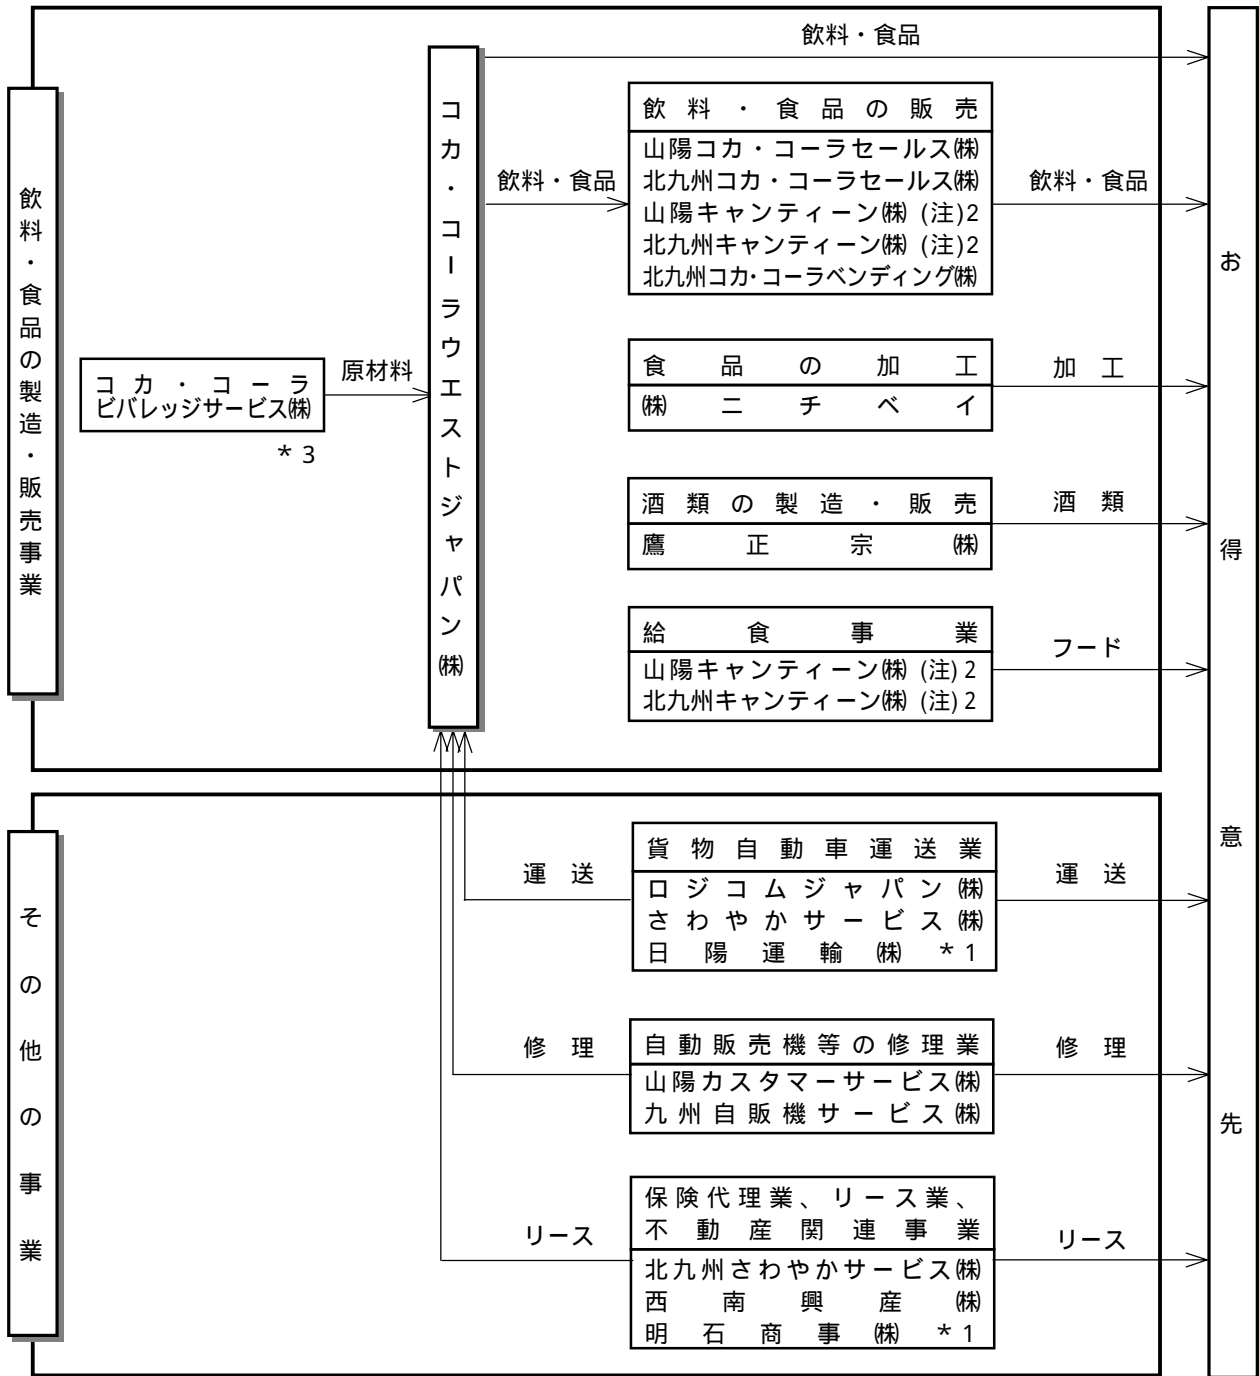 飲料・食品の製造・販売事業
コカ・コーラ
ビバレッジサービス㈱
*3
原材料
コカ・コーラウエストジャパン㈱
飲料・食品
飲料・食品
飲料・食品の販売
山陽コカ・コーラセールス㈱
北九州コカ・コーラセールス㈱
山陽キャンティーン㈱ (注)2
北九州キャンティーン㈱ (注)2
北九州コカ・コーラベンディング㈱
飲料・食品
食品の加工
㈱ニチベイ
加工
酒類の製造・販売
鷹正宗㈱
酒類
給食事業
山陽キャンティーン㈱ (注)2
北九州キャンティーン㈱ (注)2
フード
お得意先
その他の事業
運送
貨物自動車運送業
ロジコムジャパン㈱
さわやかサービス㈱
日陽運輸㈱ *1
運送
修理
自動販売機等の修理業
山陽カスタマーサービス㈱
九州自販機サービス㈱
修理
リース
保険代理業、リース業、
不動産関連事業
北九州さわやかサービス㈱
西南興産㈱
明石商事㈱ *1
リース